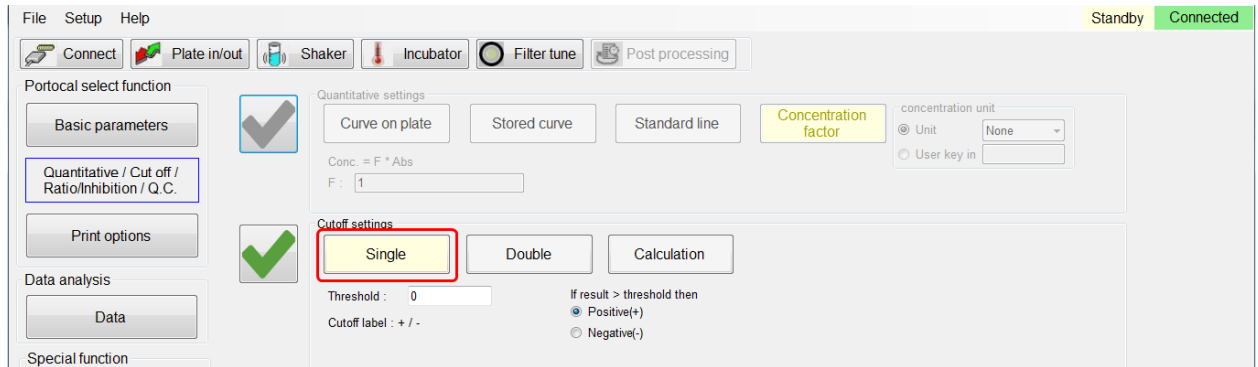 File Setup Help Standby Connected
Connect Plate in/out Shaker Incubator Filter tune Post processing
Portocal select function
Basic parameters
Quantitative / Cut off /
Ratio/Inhibition / Q.C.
Print options
Data analysis
Data
Special function
Quantitative settings
Curve on plate Stored curve Standard line Concentration
factor
concentration unit
Unit None
User key in
Conc. = F * Abs
F : 1
Cutoff settings
Single Double Calculation
Threshold : 0
Cutoff label : + / -
If result > threshold then
Positive(+)
Negative(-)